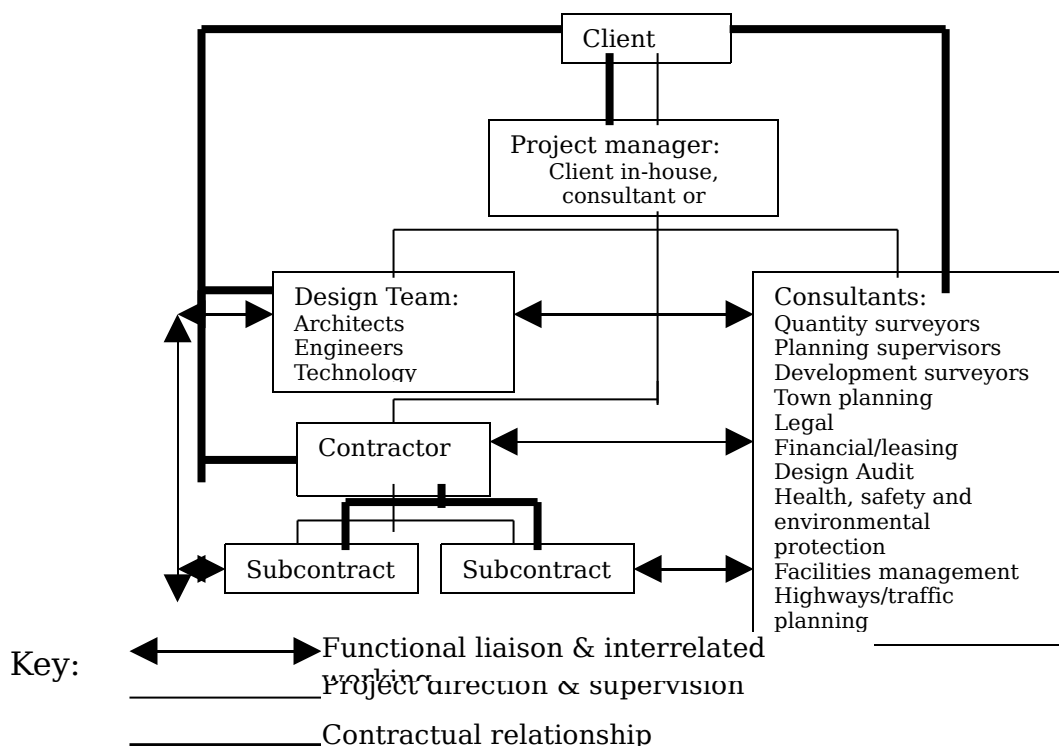 Client
Project manager:
Client in-house,
consultant or
Design Team:
Architects
Engineers
Technology
Consultants:
Quantity surveyors
Planning supervisors
Development surveyors
Town planning
Legal
Financial/leasing
Design Audit
Health, safety and
environmental
protection
Facilities management
Highways/traffic
planning
Contractor
Subcontract
Subcontract
Key:
Functional liaison & interrelated
working
Project direction & supervision
Contractual relationship